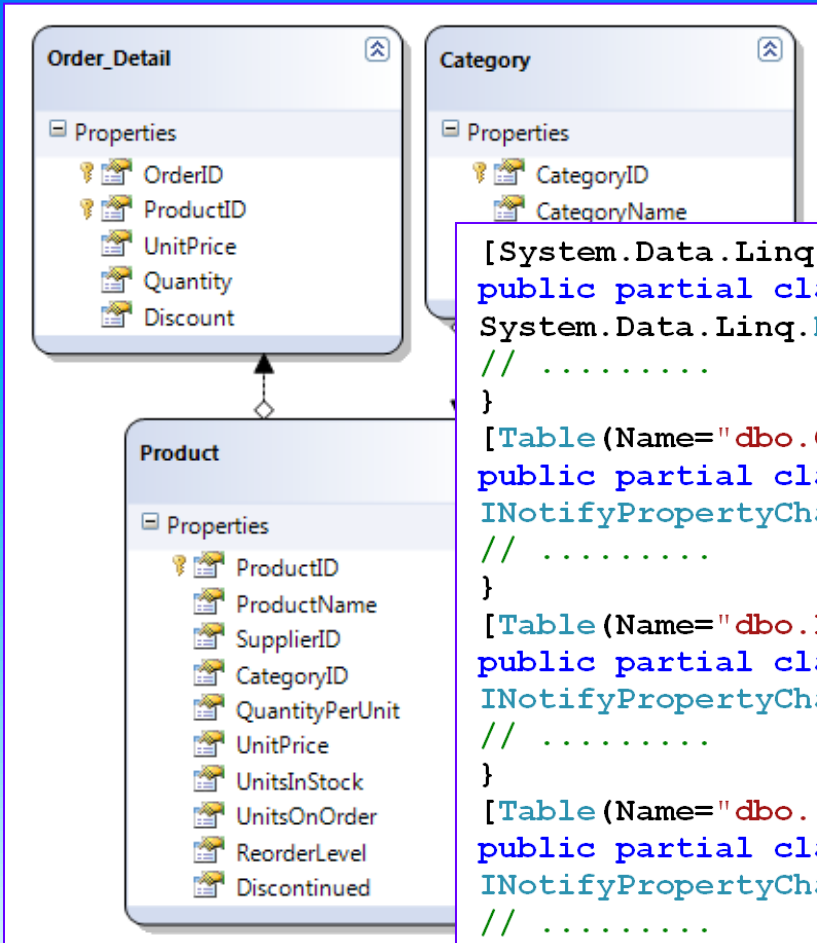 Order_Detail
Properties
OrderID
ProductID
UnitPrice
Quantity
Discount
Category
Properties
CategoryID
CategoryName
Product
Properties
ProductID
ProductName
SupplierID
CategoryID
QuantityPerUnit
UnitPrice
UnitsInStock
UnitsOnOrder
ReorderLevel
Discontinued
[System.Data.Linq
public partial cla
System.Data.Linq.
// .........
}
[Table(Name="dbo.
public partial cla
INotifyPropertyCha
// .........
}
[Table(Name="dbo.
public partial cla
INotifyPropertyCha
// .........
}
[Table(Name="dbo.
public partial cla
INotifyPropertyCha
// .........